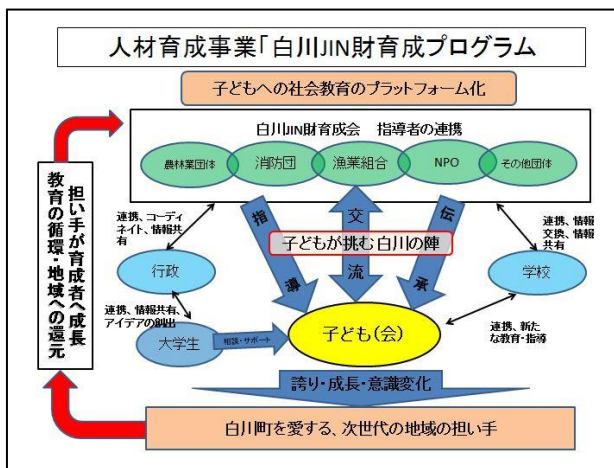 人材育成事業「白川JIN財育成プログラム
子どもへの社会教育のプラットフォーム化
白川JIN財育成会　指導者の連携
農林業団体
消防団
漁業組合
NPO
その他団体
担い手が育成者へ成長
教育の循環・地域への還元
連携、コーディ
ネイト、情報共
有
指導
交流
伝承
連携、情報
交換、情報
共有
子どもが挑む白川の陣
行政
学校
連携、情報共有、
アイデアの創出
大学生
相談・サポート
子ども(会)
連携、新た
な教育・指導
誇り・成長・意識変化
白川町を愛する、次世代の地域の担い手